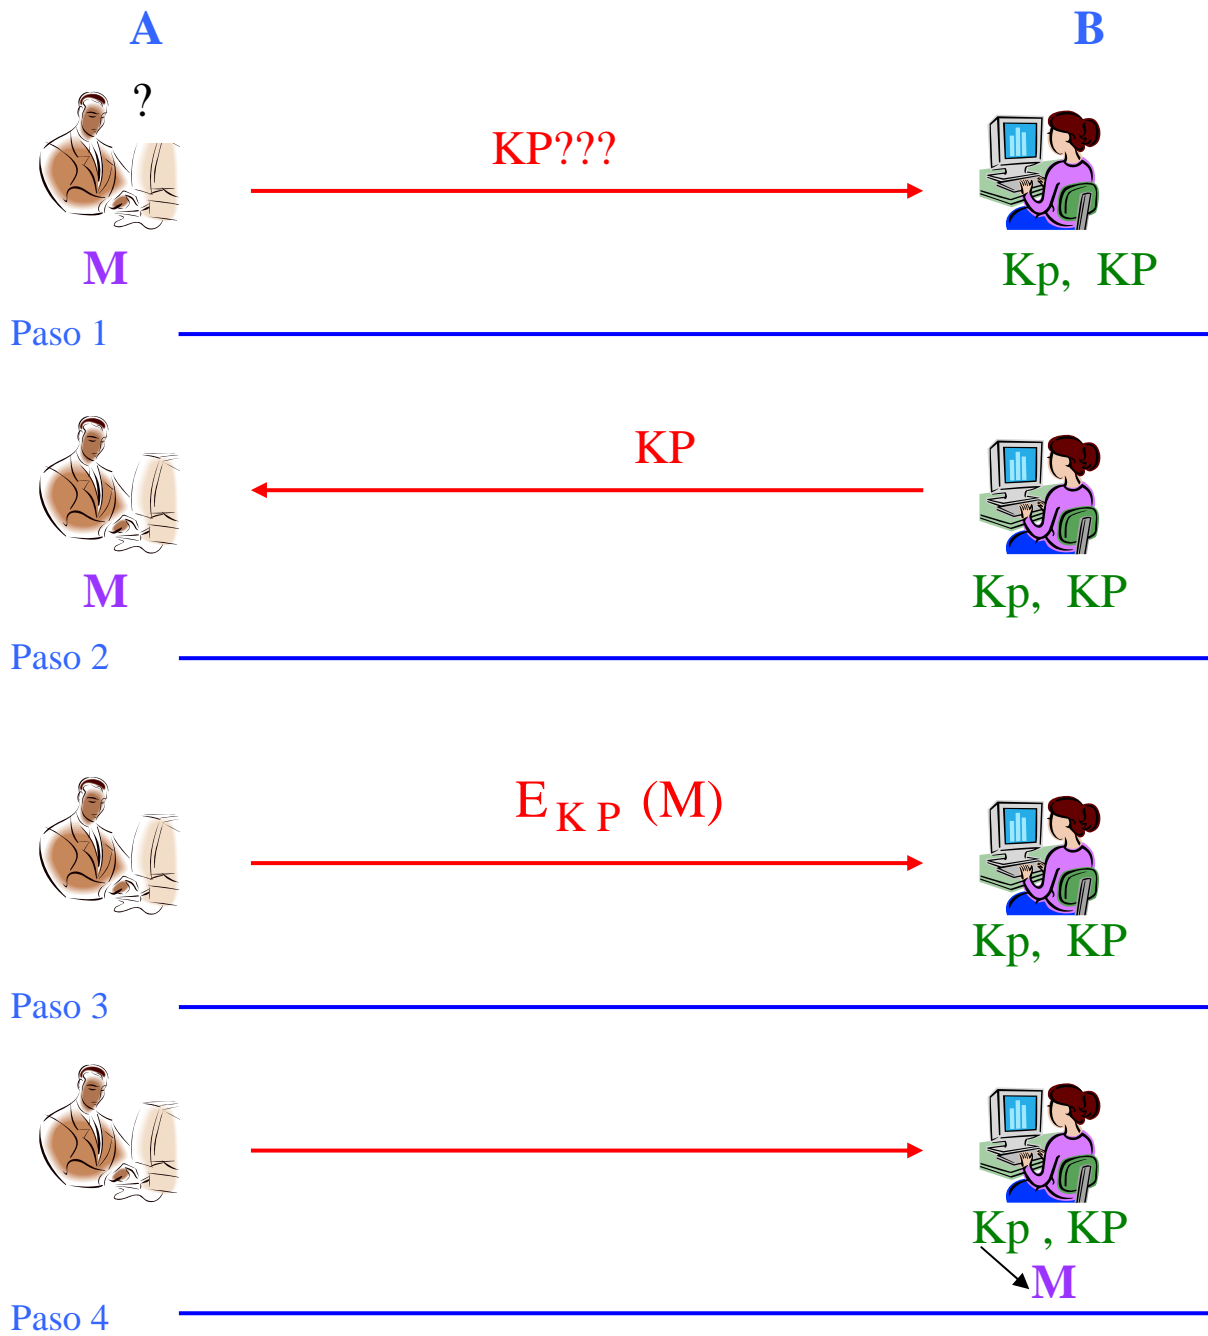 A B
?
KP???
M
Kp, KP
Paso 1
KP
M
Kp, KP
Paso 2
E K P (M)
Kp, KP
Paso 3
Kp , KP
M
Paso 4